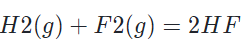 H2(g) + F2(g) = 2HF